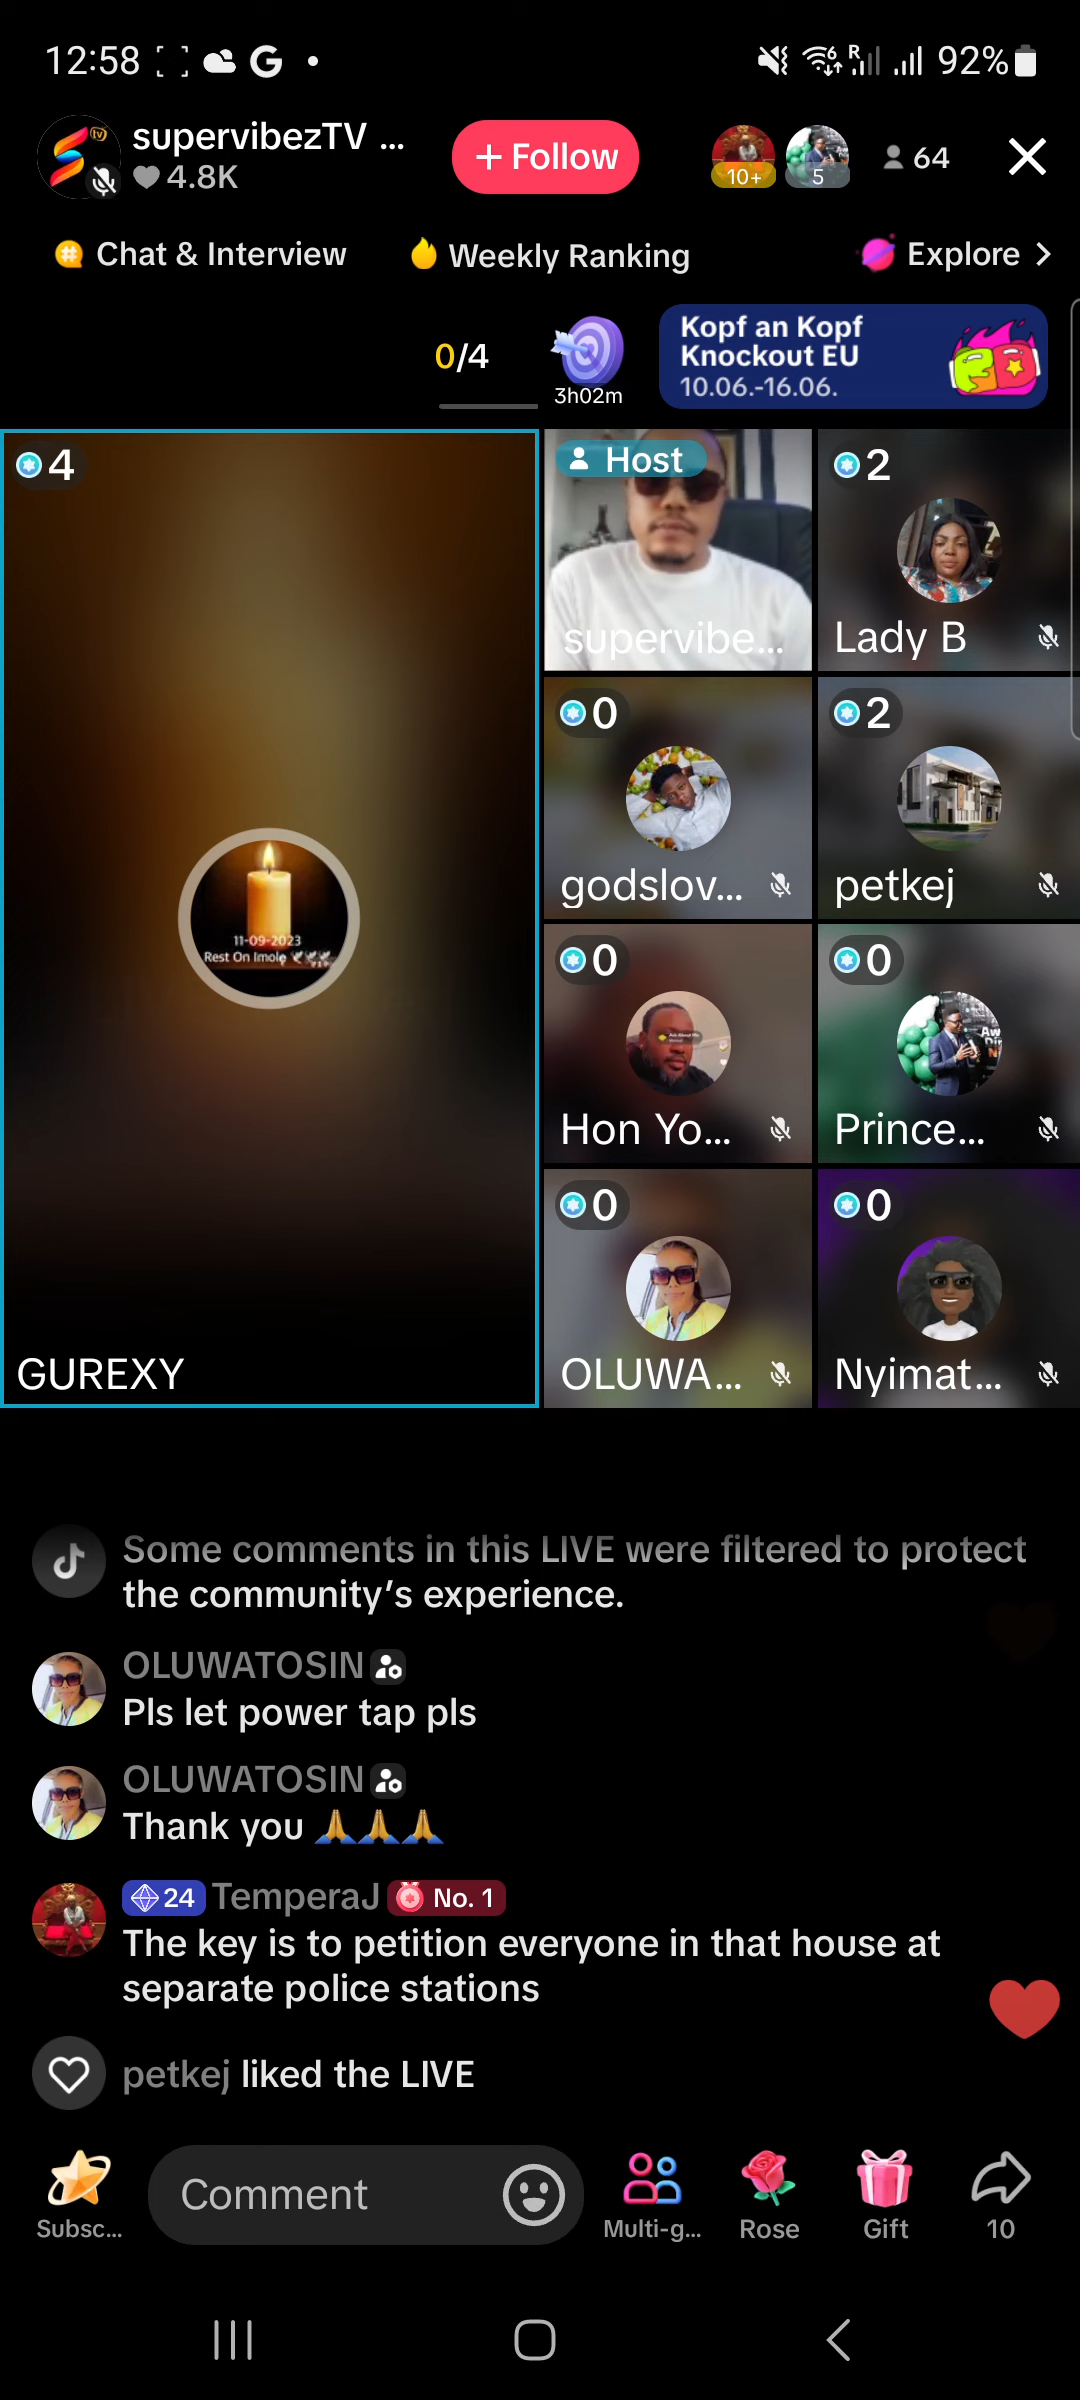 12:58
R
92%
supervibezTV ...
4.8K
+ Follow
10+
5
64
Chat & Interview
Weekly Ranking
Explore >
0/4
3h02m
Kopf an Kopf
Knockout EU
10.06.-16.06.
4
Host
supervibe...
2
Lady B
0
godslov...
2
petkej
11-09-2023
Rest On Imole
0
Hon Yo...
0
Prince...
0
OLUWA...
0
Nyimat...
GUREXY
Some comments in this LIVE were filtered to protect
the community’s experience.
OLUWATOSIN
Pls let power tap pls
OLUWATOSIN
Thank you 🙏🙏🙏
24 TemperaJ No. 1
The key is to petition everyone in that house at
separate police stations
petkej liked the LIVE
Subsc...
Comment
Multi-g...
Rose
Gift
10